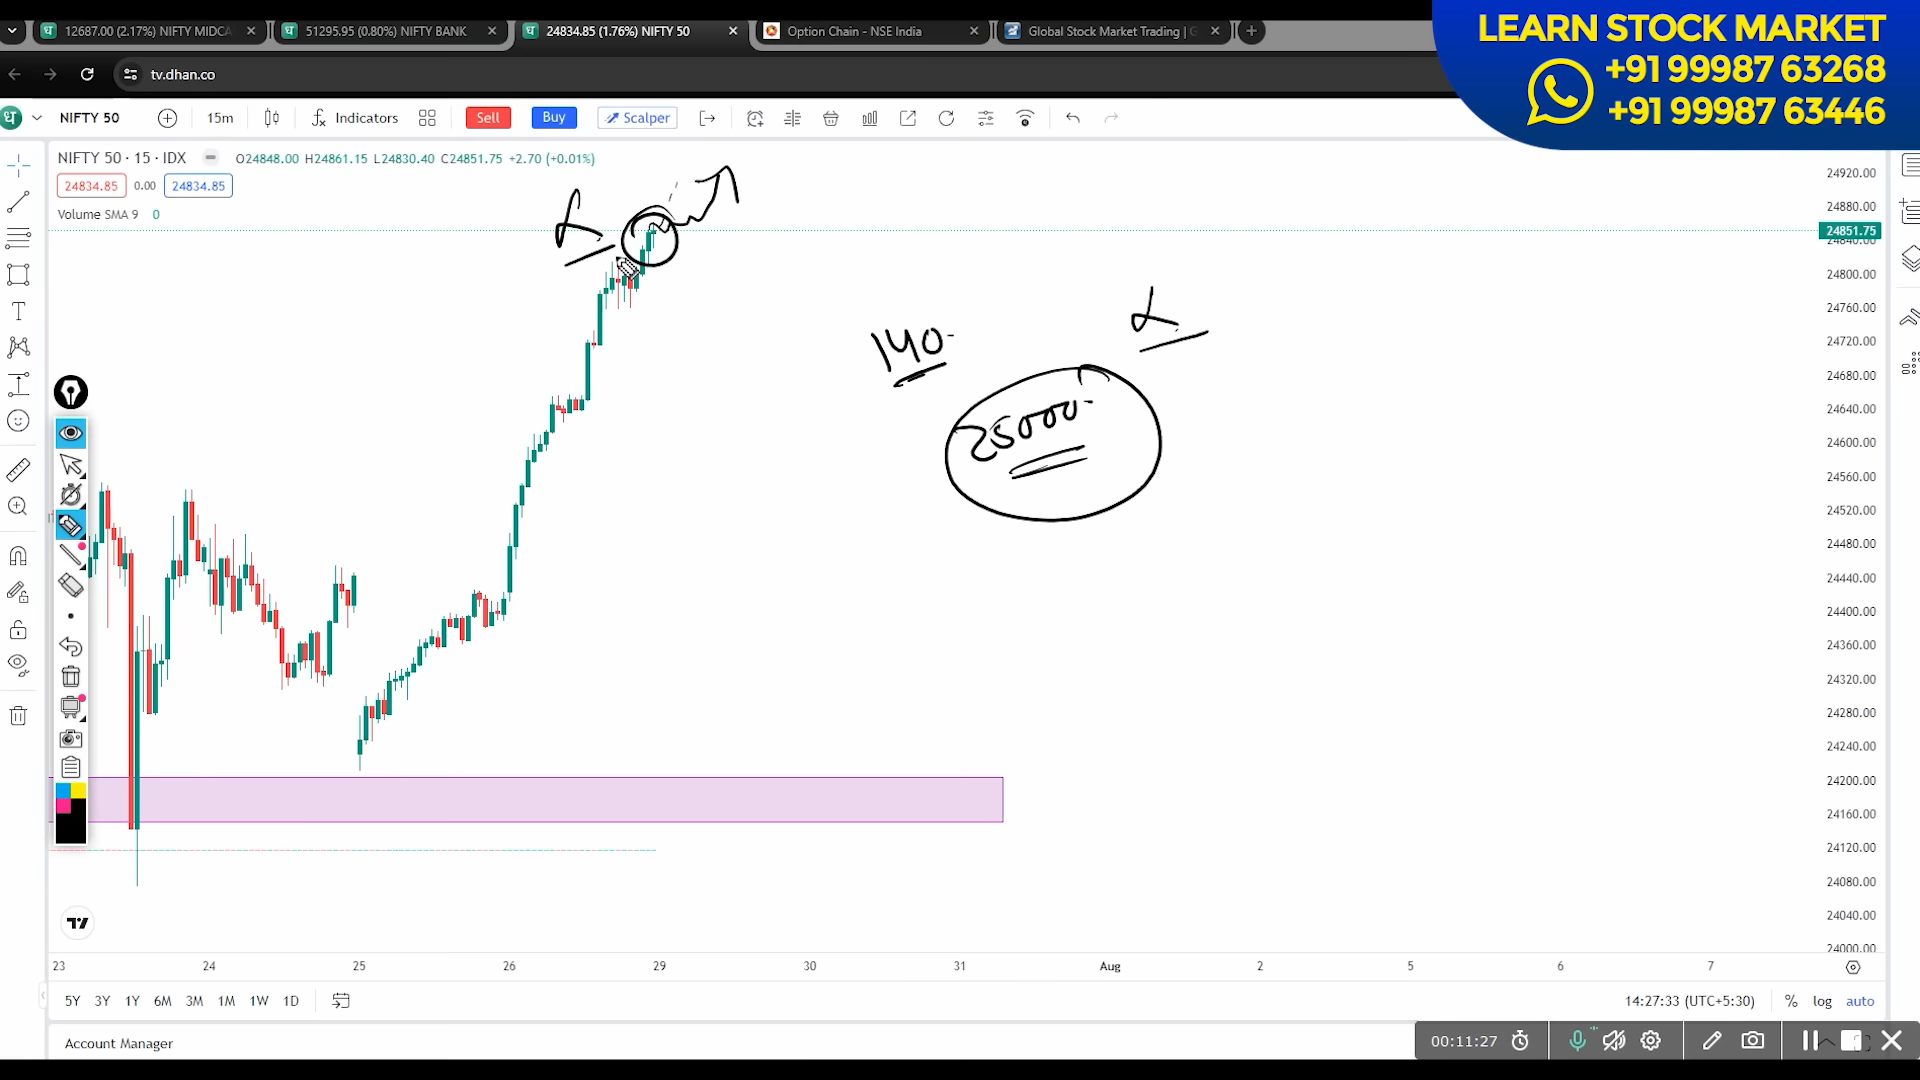 12687.00 (2.17%) NIFTY MIDCA
51295.95 (0.80%) NIFTY BANK
24834.85 (1.76%) NIFTY 50
Option Chain - NSE India
Global Stock Market Trading | G
LEARN STOCK MARKET
+91 99987 63268
+91 99987 63446
tv.dhan.co
NIFTY 50
15m
Indicators
Sell
Buy
Scalper
NIFTY 50 · 15 · IDX
O24848.00 H24861.15 L24830.40 C24851.75 +2.70 (+0.01%)
24834.85
0.00
24834.85
Volume SMA 9 0
24920.00
24880.00
24851.75
24840.00
24800.00
24760.00
24720.00
24680.00
24640.00
24600.00
24560.00
24520.00
24480.00
24440.00
24400.00
24360.00
24320.00
24280.00
24240.00
24200.00
24160.00
24120.00
24080.00
24040.00
24000.00
140
25000
23
24
25
26
29
30
31
Aug
2
5
6
7
5Y
3Y
1Y
6M
3M
1M
1W
1D
14:27:33 (UTC+5:30)
%
log
auto
Account Manager
00:11:27